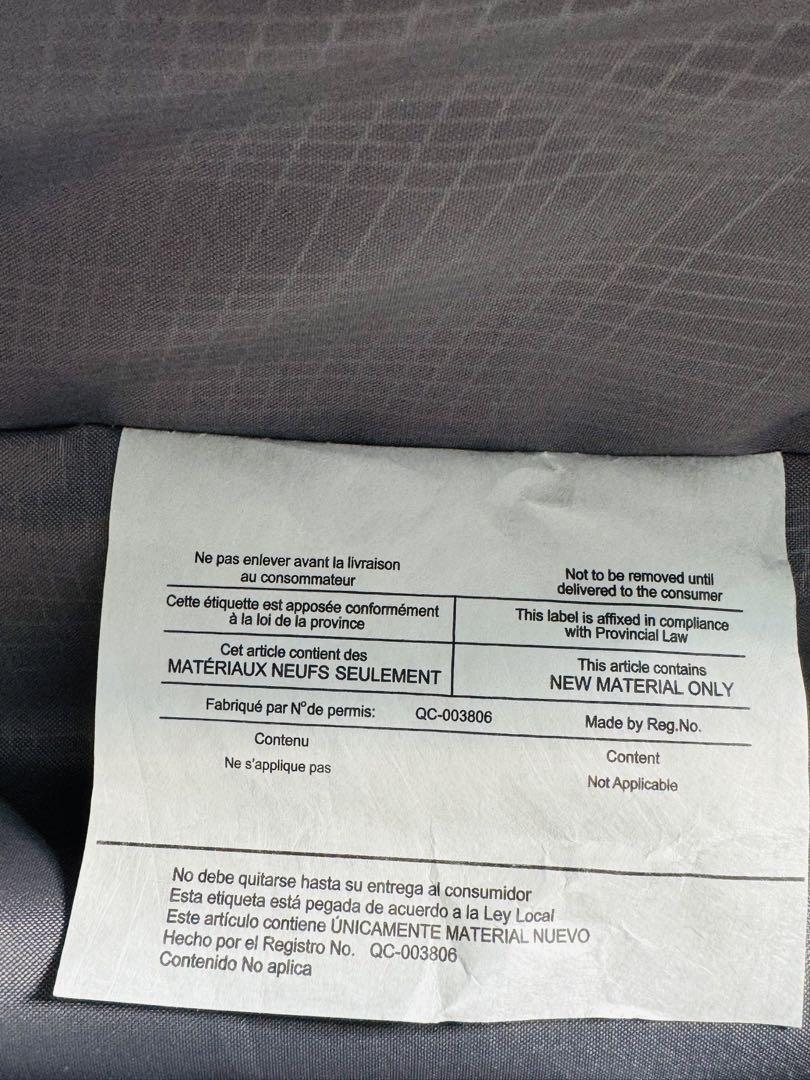 Ne pas enlever avant la livraison
au consommateur
Not to be removed until
delivered to the consumer
Cette étiquette est apposée conformément
à la loi de la province
This label is affixed in compliance
with Provincial Law
Cet article contient des
MATÉRIAUX NEUFS SEULEMENT
This article contains
NEW MATERIAL ONLY
Fabriqué par N° de permis: QC-003806 Made by Reg.No.
Contenu
Ne s'applique pas
Content
Not Applicable
No debe quitarse hasta su entrega al consumidor
Esta etiqueta está pegada de acuerdo a la Ley Local
Este artículo contiene ÚNICAMENTE MATERIAL NUEVO
Hecho por el Registro No. QC-003806
Contenido No aplica